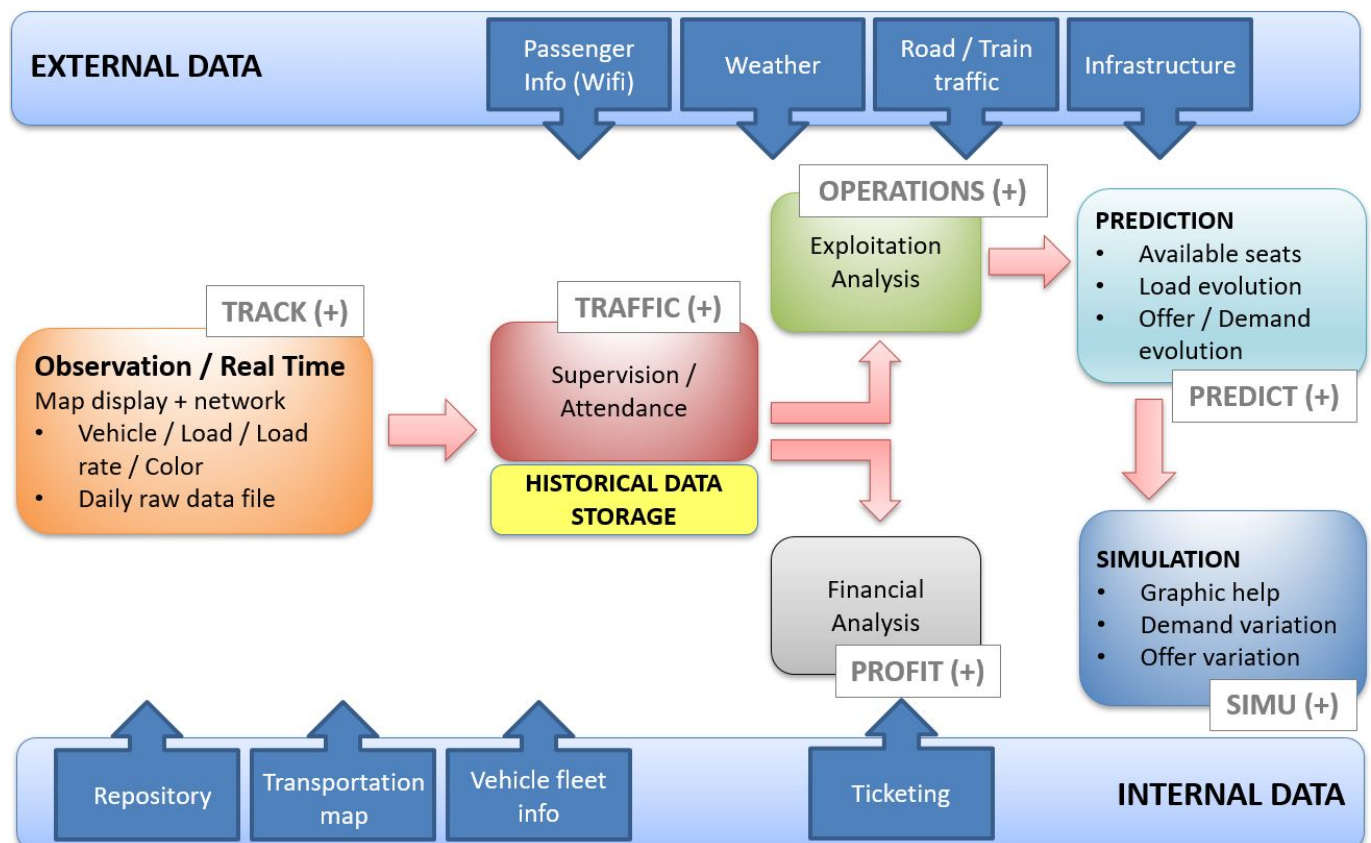 EXTERNAL DATA
Passenger
Info (Wifi)
Weather
Road / Train
traffic
Infrastructure
TRACK (+)
Observation / Real Time
Map display + network
• Vehicle / Load / Load
rate / Color
• Daily raw data file
TRAFFIC (+)
Supervision /
Attendance
HISTORICAL DATA
STORAGE
OPERATIONS (+)
Exploitation
Analysis
Financial
Analysis
PROFIT (+)
PREDICTION
• Available seats
• Load evolution
• Offer / Demand
evolution
PREDICT (+)
SIMULATION
• Graphic help
• Demand variation
• Offer variation
SIMU (+)
Repository
Transportation
map
Vehicle fleet
info
Ticketing
INTERNAL DATA